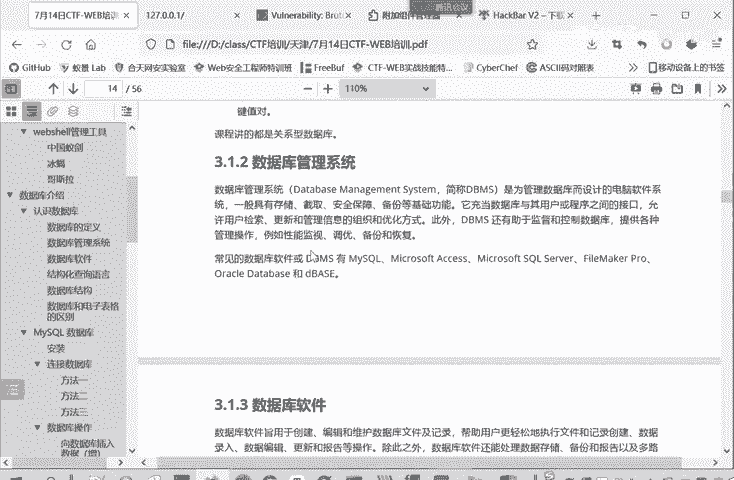 腾讯会议
7月14日CTF-WEB培训
127.0.0.1/
Vulnerability: Brut
附加组件管理器
HackBar V2 – 下载
file:///D:/class/CTF培训/天津/7月14日CTF-WEB培训.pdf
GitHub
蚁景 Lab
合天网安实验室
Web安全工程师特训班
FreeBuf
CTF-WEB实战技能特...
CyberChef
ASCII码对照表
移动设备上的书签
14 / 56
110%
webshell管理工具
中国蚁剑
冰蝎
哥斯拉
数据库介绍
认识数据库
数据库的定义
数据库管理系统
数据库软件
结构化查询语言
数据库结构
数据库和电子表格
的区别
MySQL 数据库
安装
连接数据库
方法一
方法二
方法三
数据库操作
向数据库插入
数据（增）
键值对。
课程讲的都是关系型数据库。
3.1.2 数据库管理系统
数据库管理系统（Database Management System，简称DBMS）是为管理数据库而设计的电脑软件系
统，一般具有存储、截取、安全保障、备份等基础功能。它充当数据库与其用户或程序之间的接口，允
许用户检索、更新和管理信息的组织和优化方式。此外，DBMS 还有助于监督和控制数据库，提供各种
管理操作，例如性能监视、调优、备份和恢复。
常见的数据库软件或 DBMS 有 MySQL、Microsoft Access、Microsoft SQL Server、FileMaker Pro、
Oracle Database 和 dBASE。
3.1.3 数据库软件
数据库软件旨用于创建、编辑和维护数据库文件及记录，帮助用户更轻松地执行文件和记录创建、数据
录入、数据编辑、更新和报告等操作。除此之外，数据库软件还能处理数据存储、备份和报告以及多路